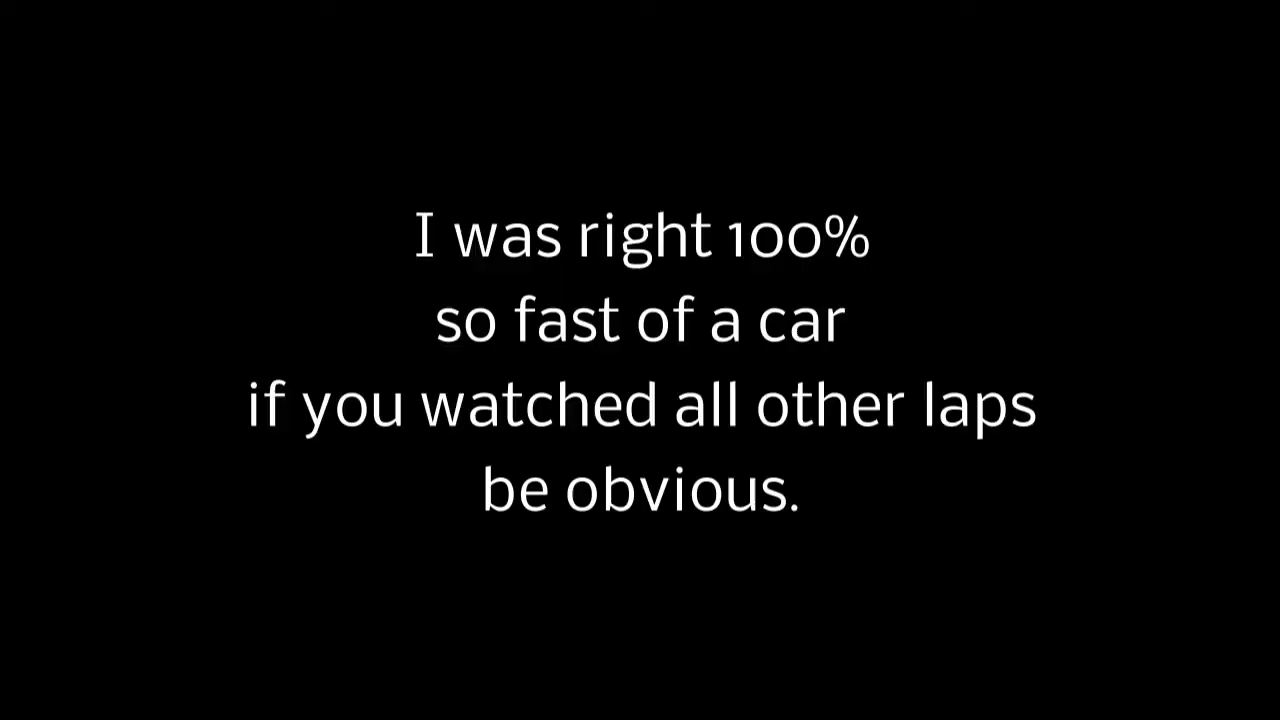 I was right 100%
so fast of a car
if you watched all other laps
be obvious.